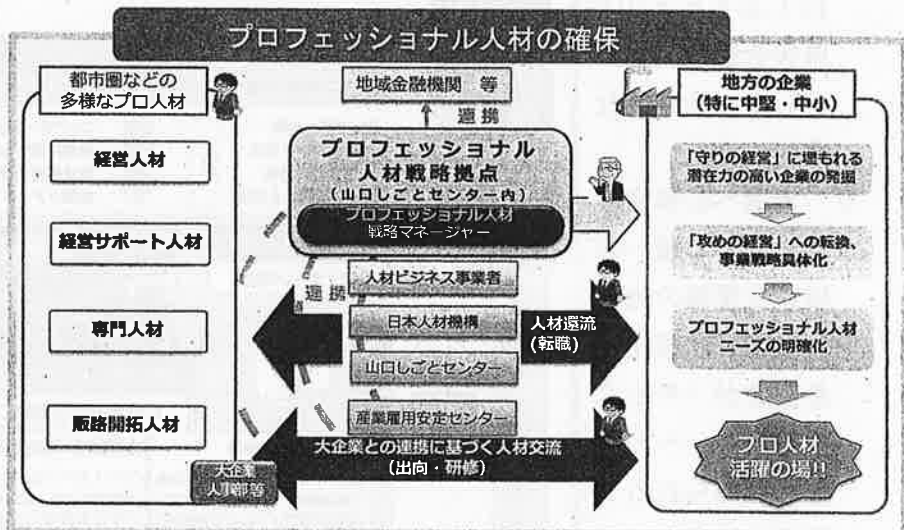 プロフェッショナル人材の確保
都市圏などの
多様なプロ人材
経営人材
経営サポート人材
専門人材
販路開拓人材
大企業
人事部等
地域金融機関 等
連携
プロフェッショナル
人材戦略拠点
(山口しごとセンター内)
プロフェッショナル人材
戦略マネージャー
連携
人材ビジネス事業者
日本人材機構
山口しごとセンター
産業雇用安定センター
人材還流
(転職)
大企業との連携に基づく人材交流
(出向・研修)
地方の企業
(特に中堅・中小)
「守りの経営」に埋もれる
潜在力の高い企業の発掘
「攻めの経営」への転換、
事業戦略具体化
プロフェッショナル人材
ニーズの明確化
プロ人材
活躍の場!!